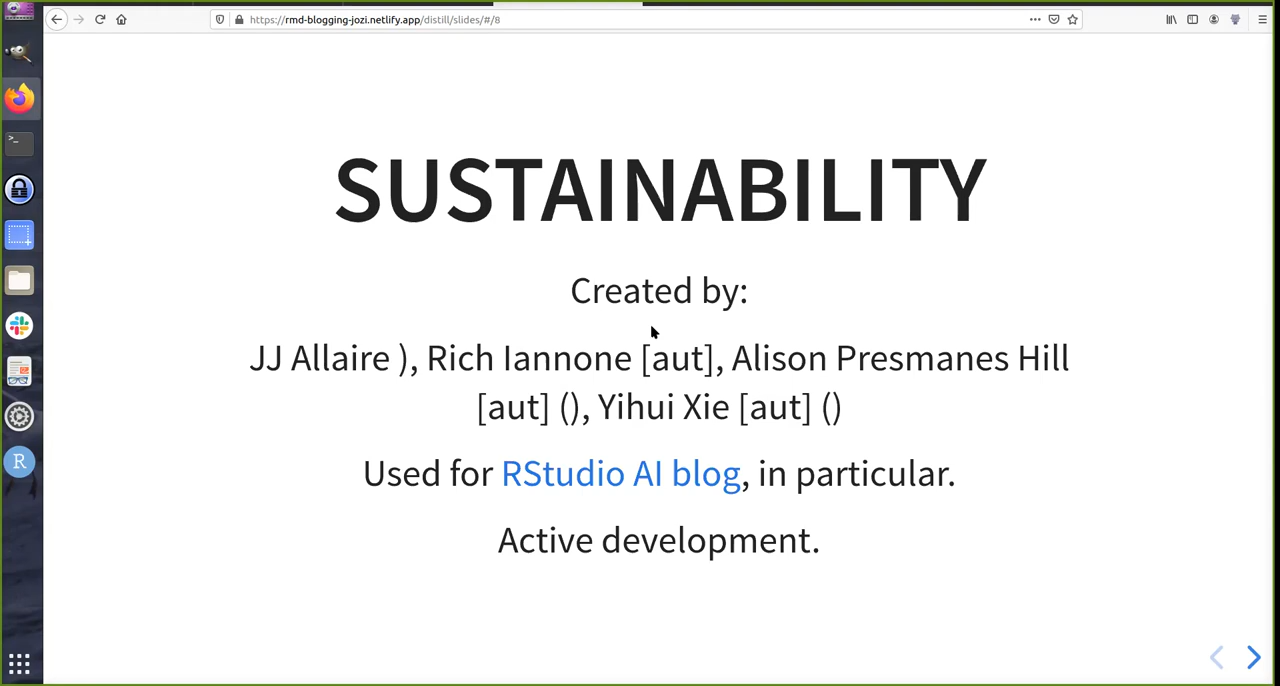 https://rmd-blogging-jozi.netlify.app/distill/slides/#/8
SUSTAINABILITY
Created by:
JJ Allaire ), Rich Iannone [aut], Alison Presmanes Hill
[aut] (), Yihui Xie [aut] ()
Used for RStudio AI blog, in particular.
Active development.
R